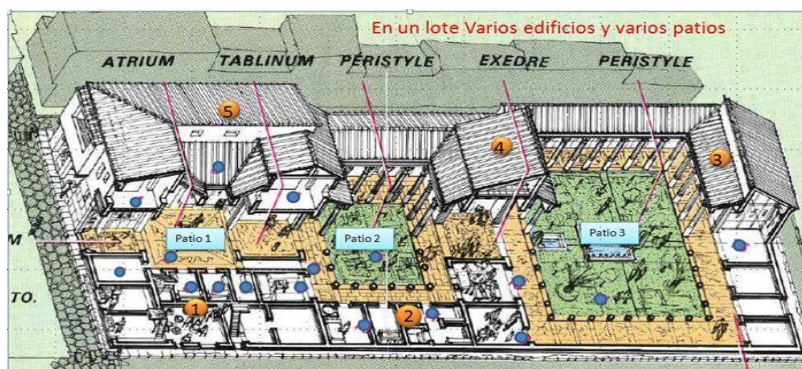 En un lote Varios edificios y varios patios
ATRIUM TABLINUM PERISTYLE EXEDRE PERISTYLE
5
4
3
M
Patio 1 Patio 2 Patio 3
TO.
1
2